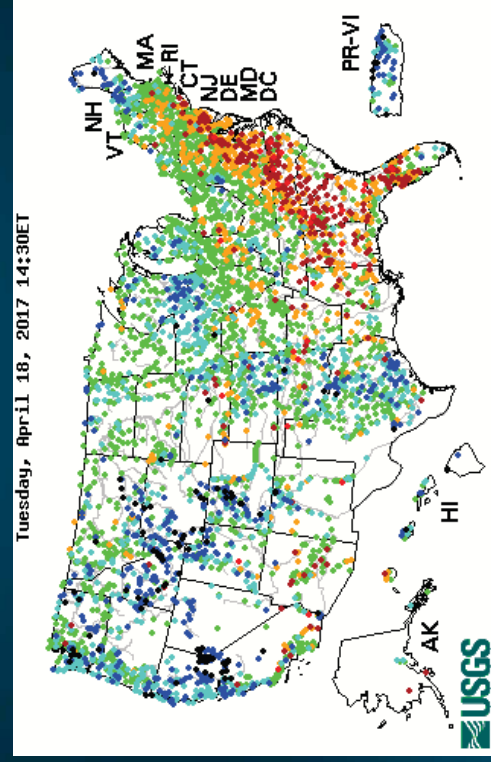 Tuesday, April 18, 2017 14:30ET
NH
VT
MA
RI
CT
NJ
DE
MD
DC
PR-VI
HI
AK
USGS